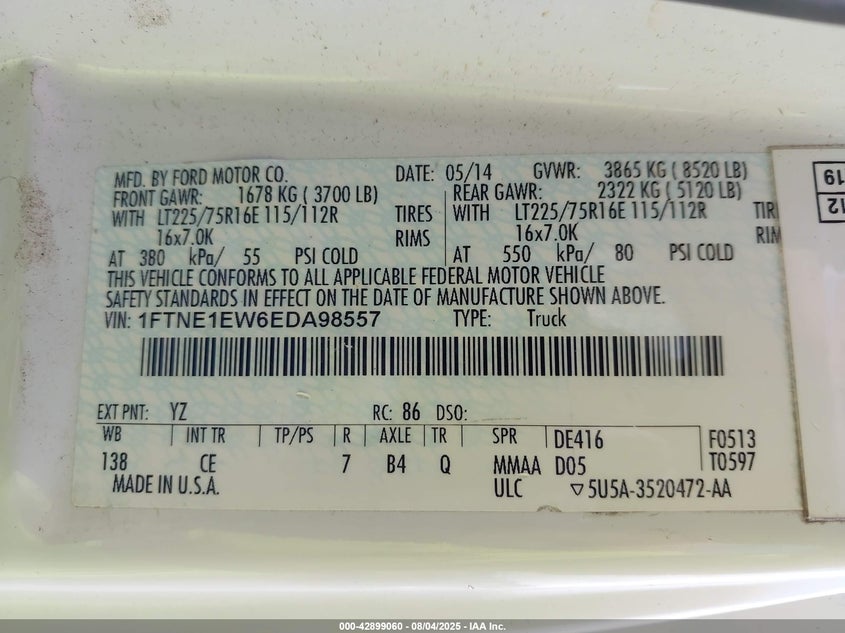 MFD. BY FORD MOTOR CO. DATE: 05/14 GVWR: 3865 KG ( 8520 LB)
FRONT GAWR: 1678 KG ( 3700 LB) REAR GAWR: 2322 KG ( 5120 LB)
WITH LT225/75R16E 115/112R TIRES WITH LT225/75R16E 115/112R TIR
16x7.0K RIMS 16x7.0K RIM
AT 380 kPa/ 55 PSI COLD AT 550 kPa/ 80 PSI COLD
THIS VEHICLE CONFORMS TO ALL APPLICABLE FEDERAL MOTOR VEHICLE
SAFETY STANDARDS IN EFFECT ON THE DATE OF MANUFACTURE SHOWN ABOVE.
VIN: 1FTNE1EW6EDA98557 TYPE: Truck
EXT PNT: YZ RC: 86 DSO:
WB INT TR TP/PS R AXLE TR SPR DE416 F0513
138 CE 7 B4 Q MMAA D05 T0597
MADE IN U.S.A. ULC ▽5U5A-3520472-AA
19
12
000-42899060 - 08/04/2025 - IAA Inc.